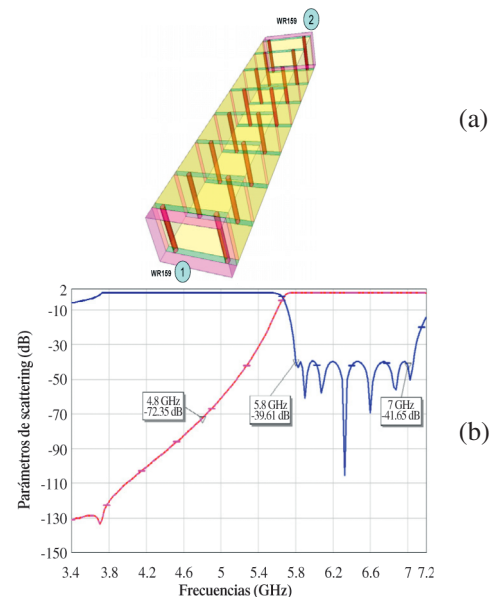 WR159
2
(a)
WR159
1
2
-10
-30
-50
-70
-90
-110
-130
-150
Parámetros de scattering (dB)
4.8 GHz
-72.35 dB
5.8 GHz
-39.61 dB
7 GHz
-41.65 dB
(b)
3.4 3.8 4.2 4.6 5 5.4 5.8 6.2 6.6 7 7.2
Frecuencias (GHz)